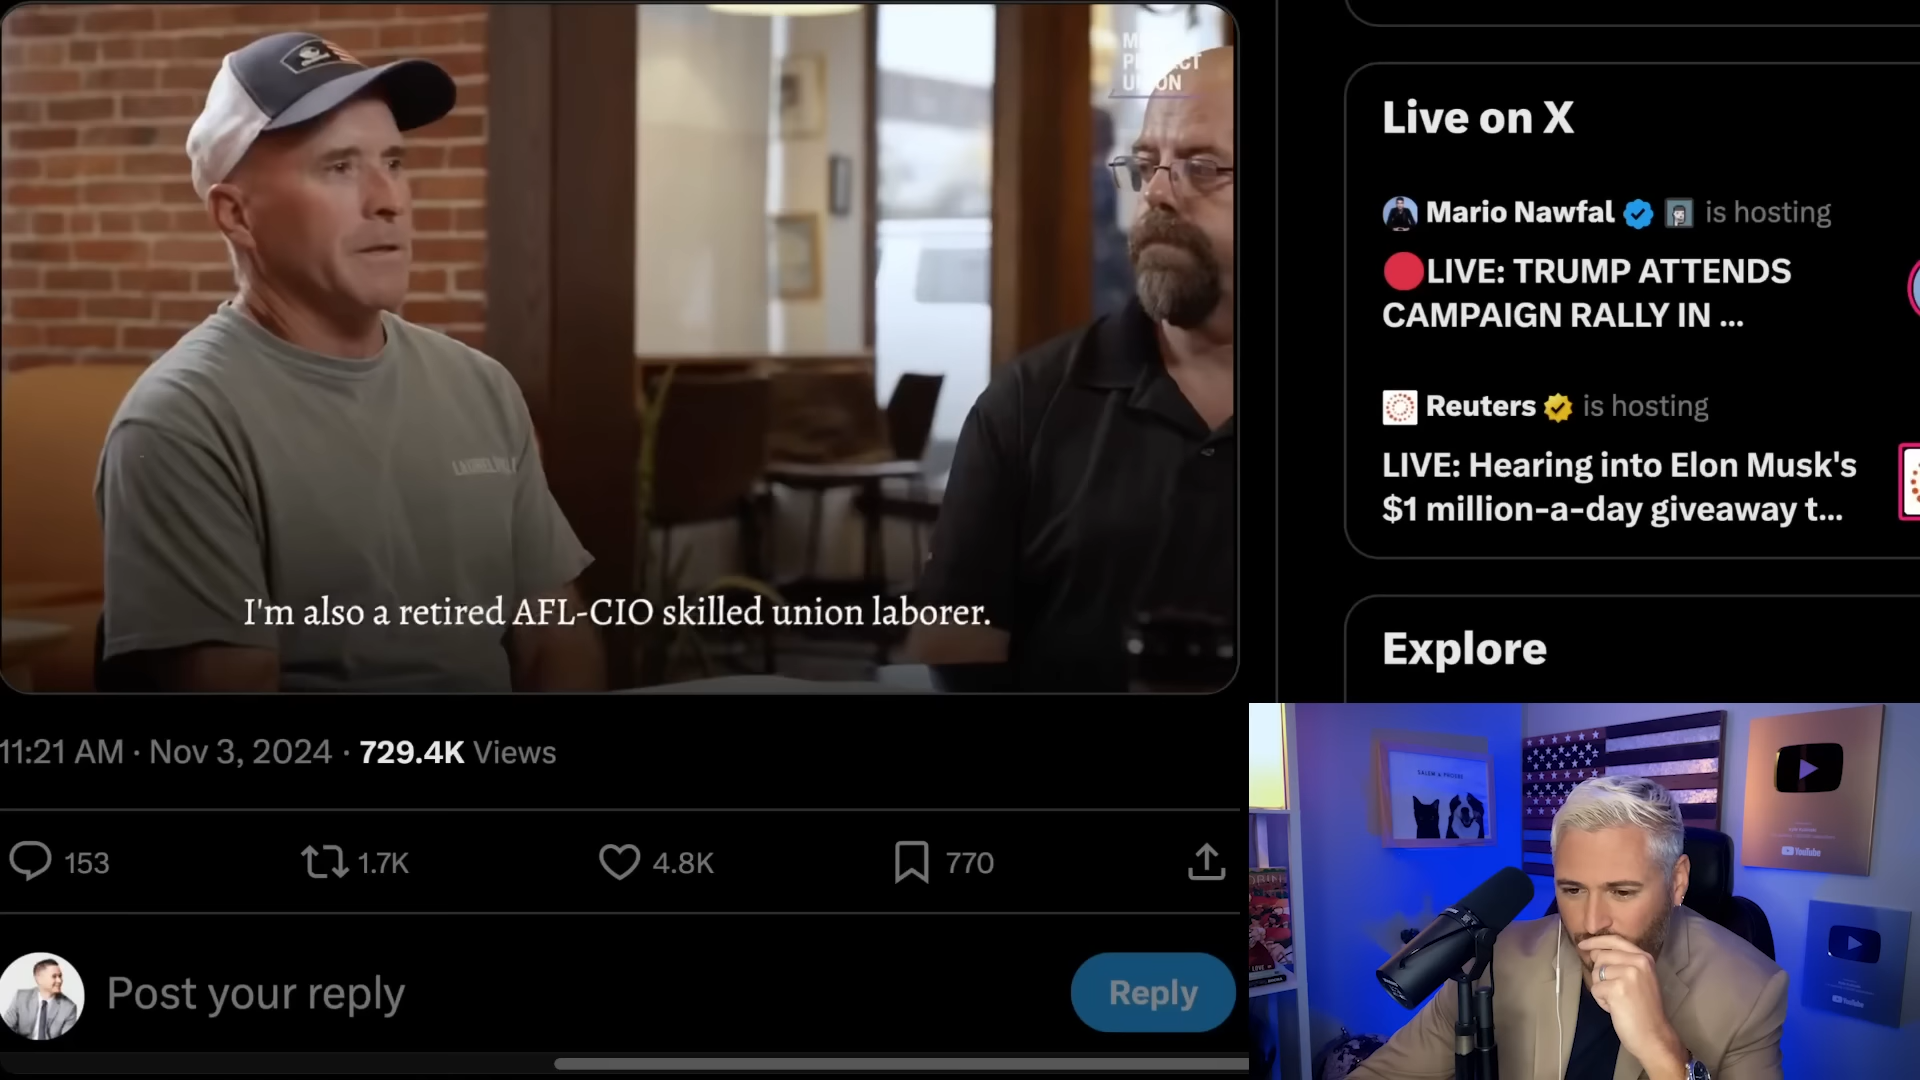 I'm also a retired AFL-CIO skilled union laborer.
11:21 AM · Nov 3, 2024 · 729.4K Views
153
1.7K
4.8K
770
Post your reply
Reply
Live on X
Mario Nawfal is hosting
LIVE: TRUMP ATTENDS
CAMPAIGN RALLY IN ...
Reuters is hosting
LIVE: Hearing into Elon Musk's
$1 million-a-day giveaway t...
Explore
YouTube
YouTube